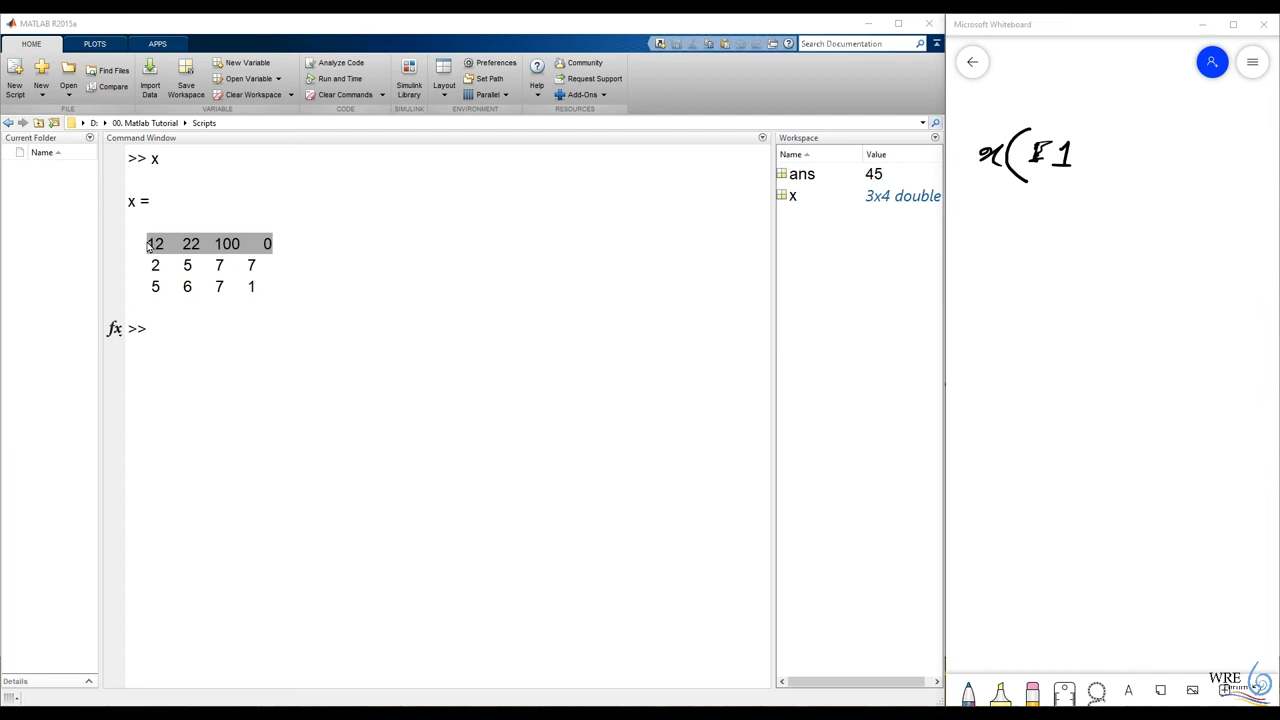 MATLAB R2015a
HOME PLOTS APPS
Search Documentation
New Script
New
Open
Find Files
Compare
Import Data
Save Workspace
New Variable
Open Variable
Clear Workspace
Analyze Code
Run and Time
Clear Commands
Simulink Library
Layout
Preferences
Set Path
Parallel
Help
Community
Request Support
Add-Ons
FILE VARIABLE CODE SIMULINK ENVIRONMENT RESOURCES
D: 00. Matlab Tutorial Scripts
Current Folder
Name
Details
Command Window
>> x
x =
12 22 100 0
2 5 7 7
5 6 7 1
fx >>
Workspace
Name Value
ans 45
x 3x4 double
Microsoft Whiteboard
x( 1
WRE
Forum